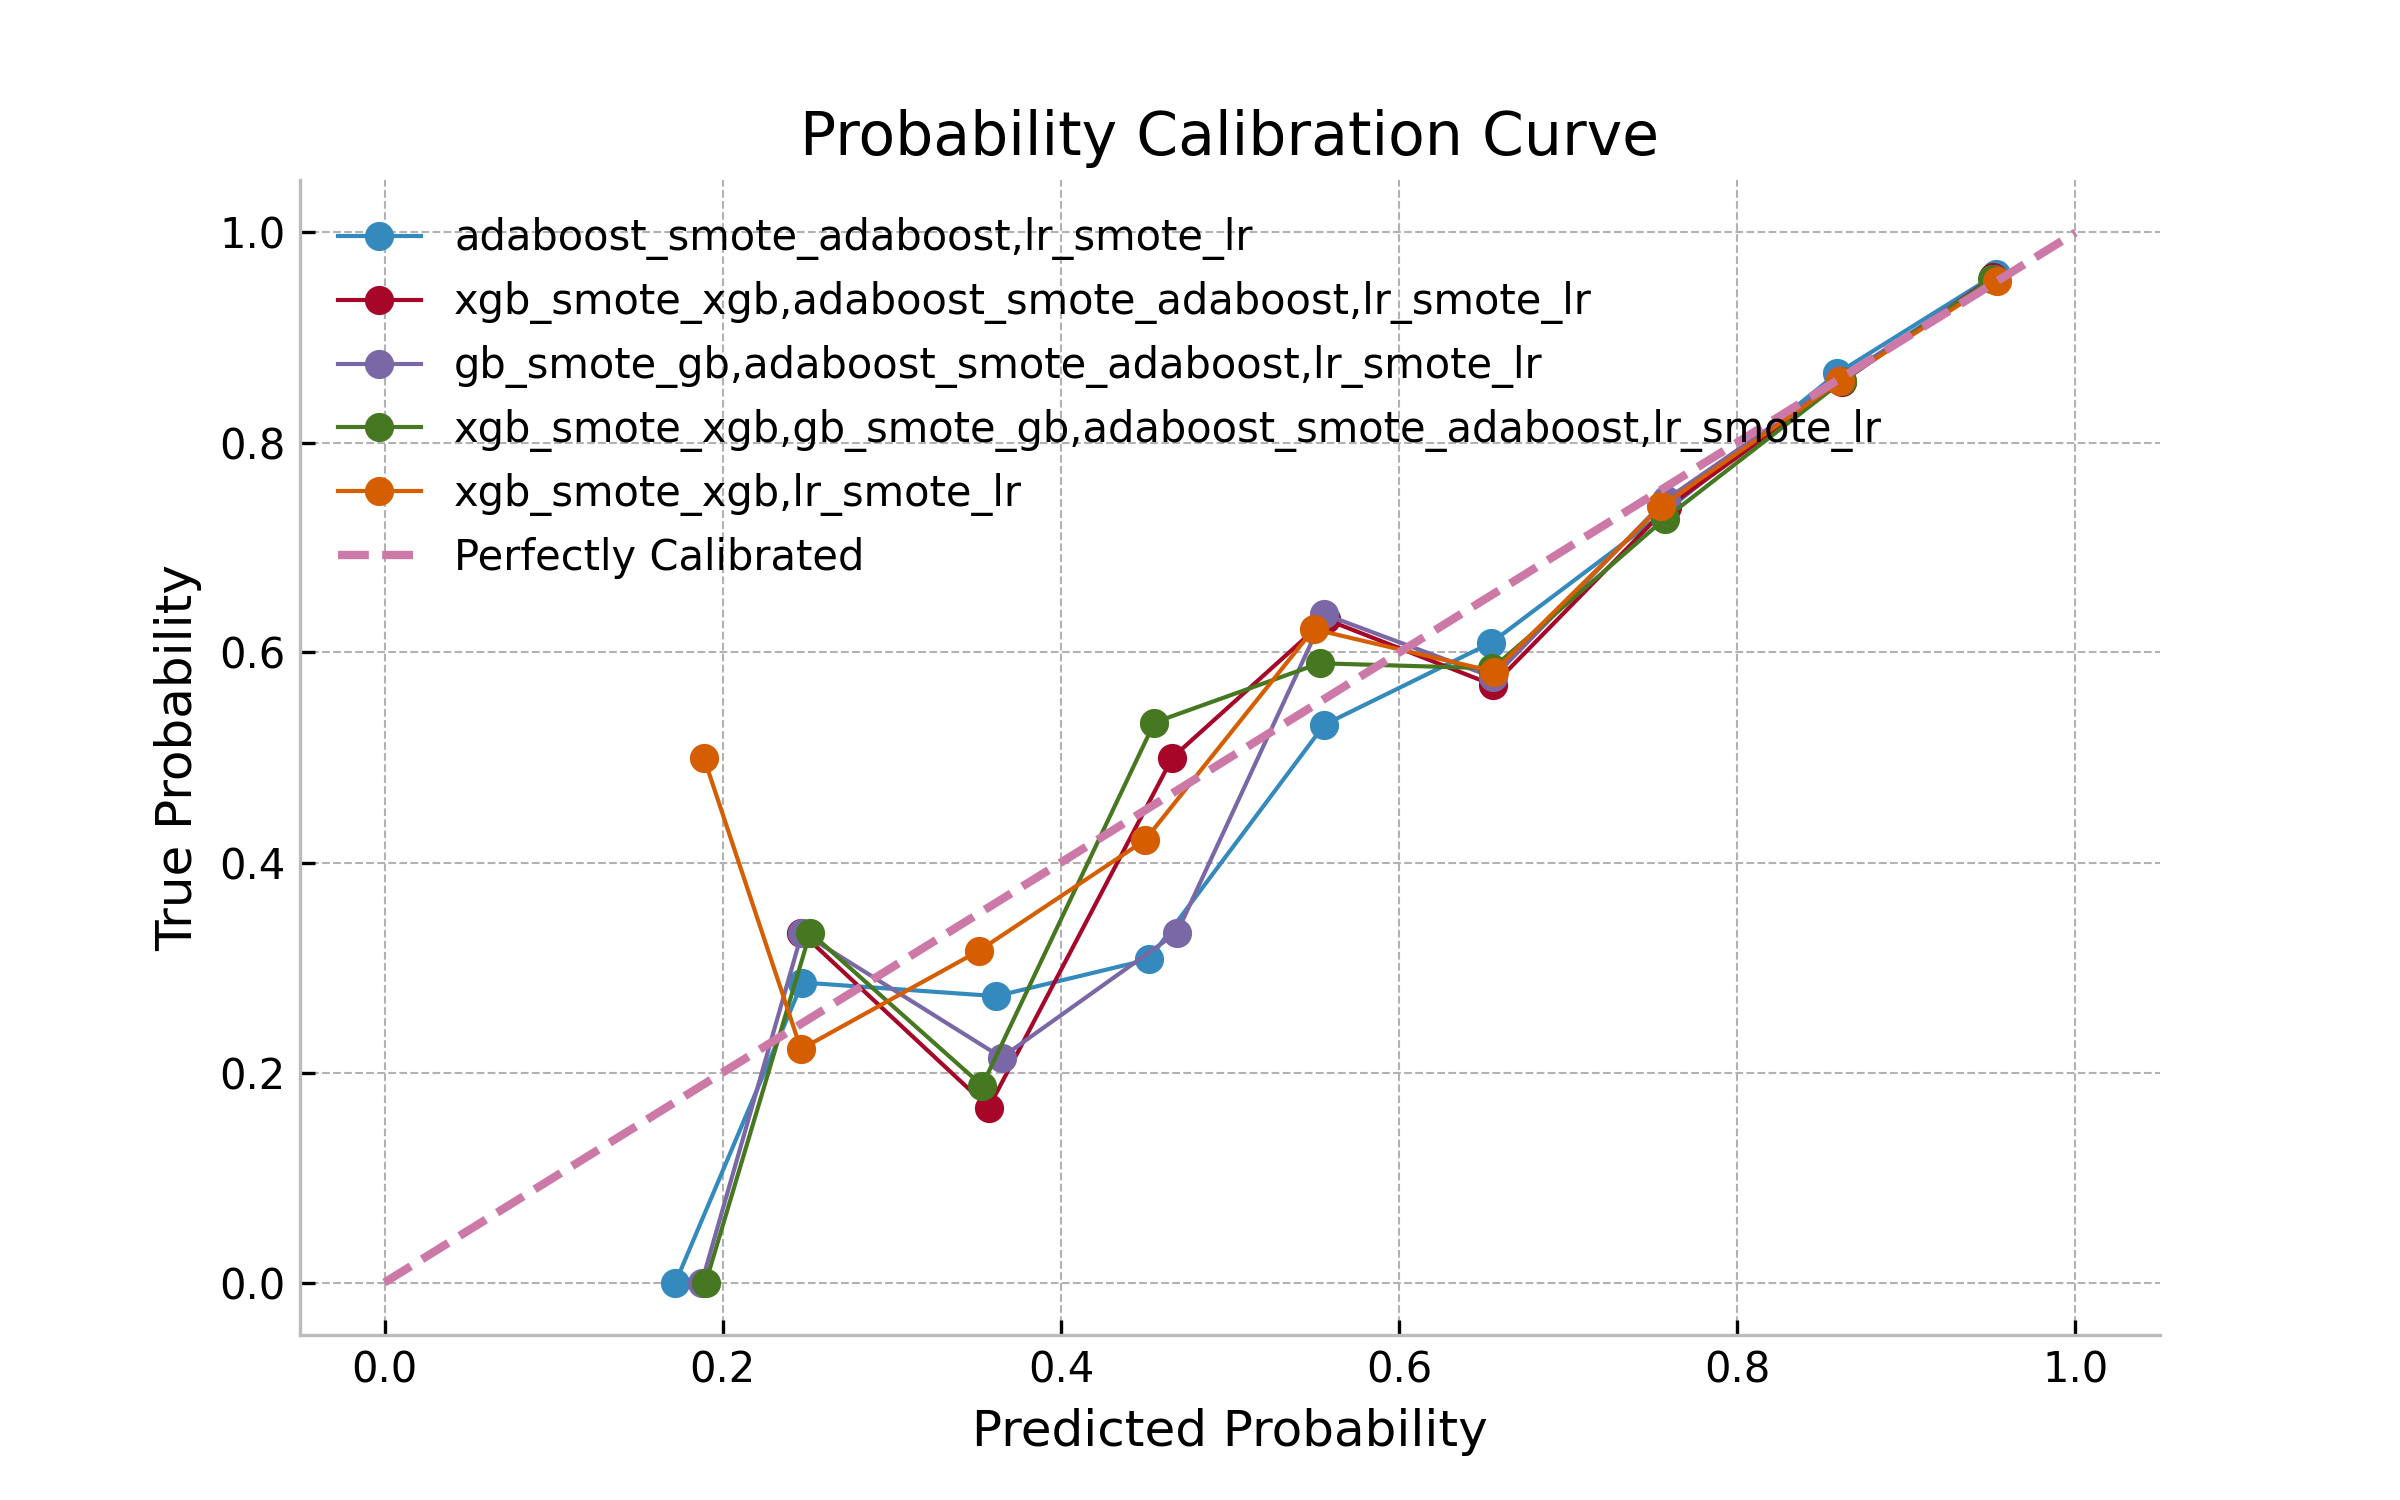 Probability Calibration Curve
adaboost_smote_adaboost,lr_smote_lr
xgb_smote_xgb,adaboost_smote_adaboost,lr_smote_lr
gb_smote_gb,adaboost_smote_adaboost,lr_smote_lr
xgb_smote_xgb,gb_smote_gb,adaboost_smote_adaboost,lr_smote_lr
xgb_smote_xgb,lr_smote_lr
Perfectly Calibrated
True Probability
1.0
0.8
0.6
0.4
0.2
0.0
0.0 0.2 0.4 0.6 0.8 1.0
Predicted Probability